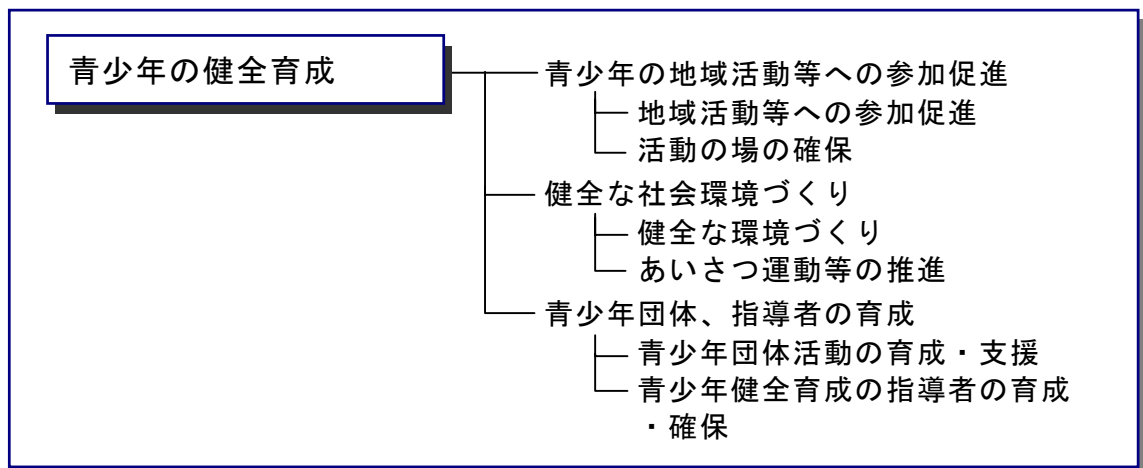 青少年の健全育成
青少年の地域活動等への参加促進
地域活動等への参加促進
活動の場の確保
健全な社会環境づくり
健全な環境づくり
あいさつ運動等の推進
青少年団体、指導者の育成
青少年団体活動の育成・支援
青少年健全育成の指導者の育成
・確保